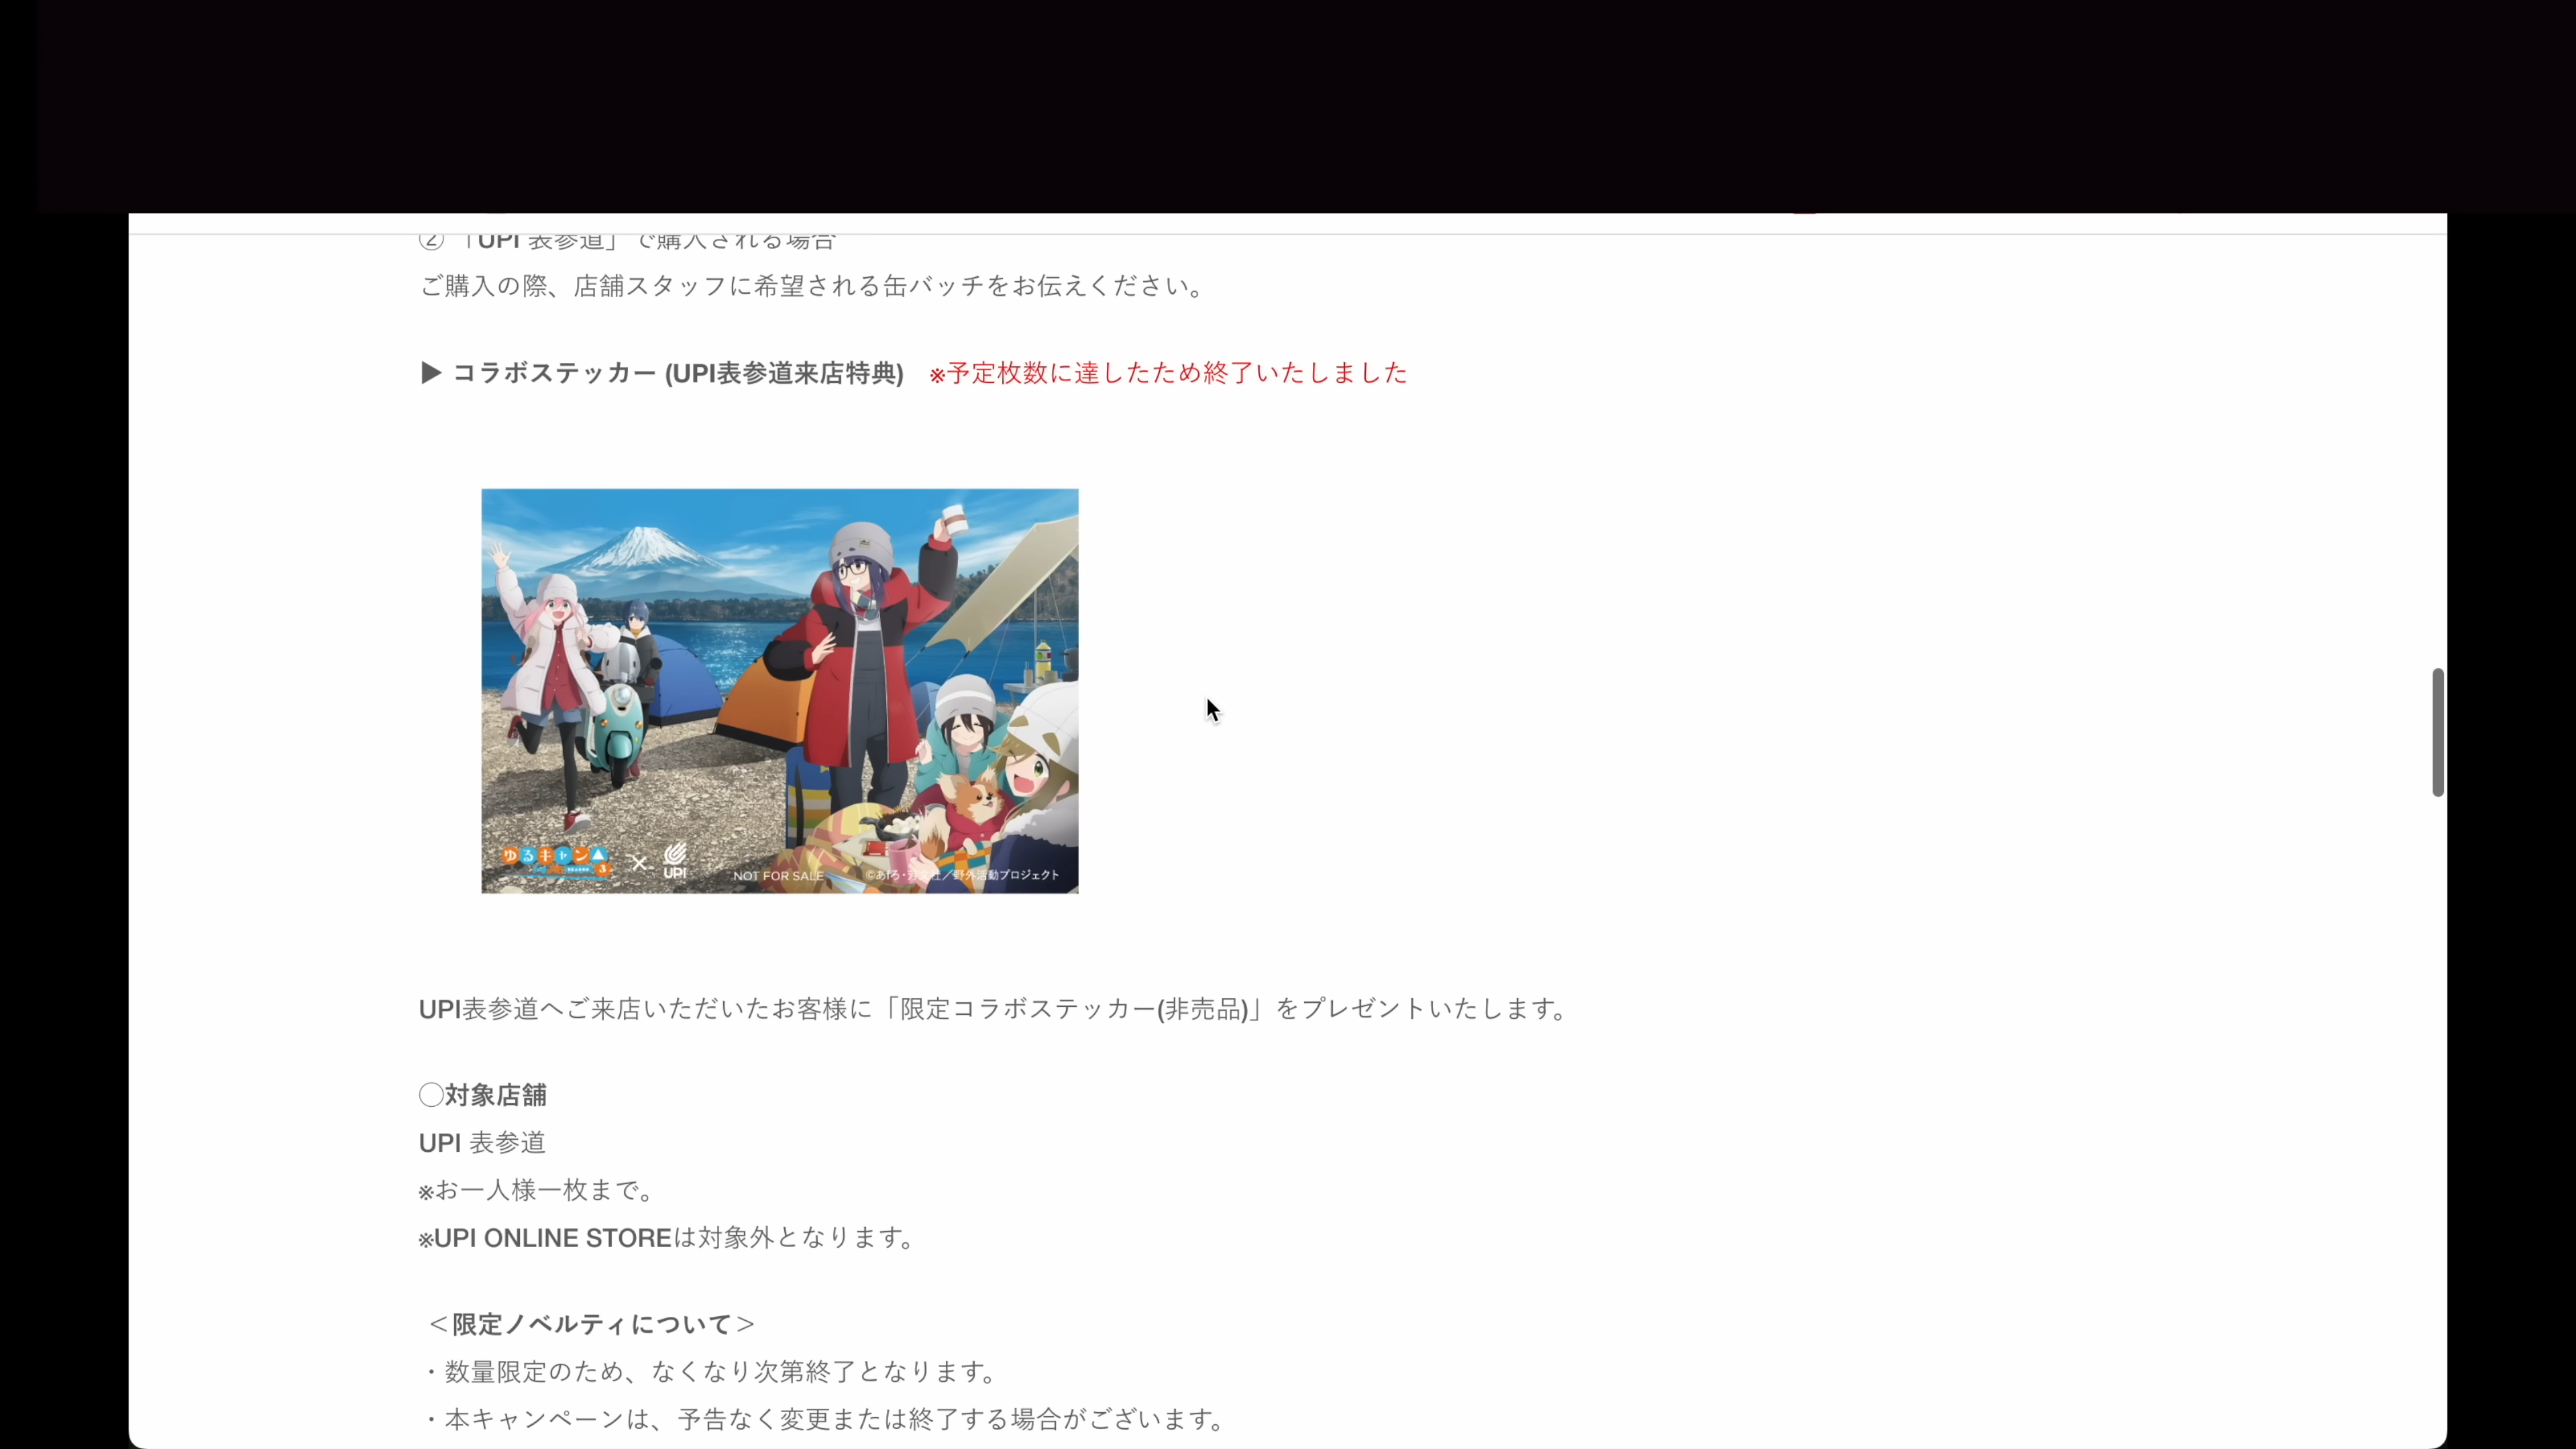 ② 「UPI 表参道」で購入される場合
ご購入の際、店舗スタッフに希望される缶バッチをお伝えください。
▶ コラボステッカー (UPI表参道来店特典) ※予定枚数に達したため終了いたしました
ゆるキャン△ 3 × UPI NOT FOR SALE ©あfろ・芳文社／野外活動プロジェクト
UPI表参道へご来店いただいたお客様に「限定コラボステッカー(非売品)」をプレゼントいたします。
◯対象店舗
UPI 表参道
※お一人様一枚まで。
※UPI ONLINE STOREは対象外となります。
＜限定ノベルティについて＞
・数量限定のため、なくなり次第終了となります。
・本キャンペーンは、予告なく変更または終了する場合がございます。